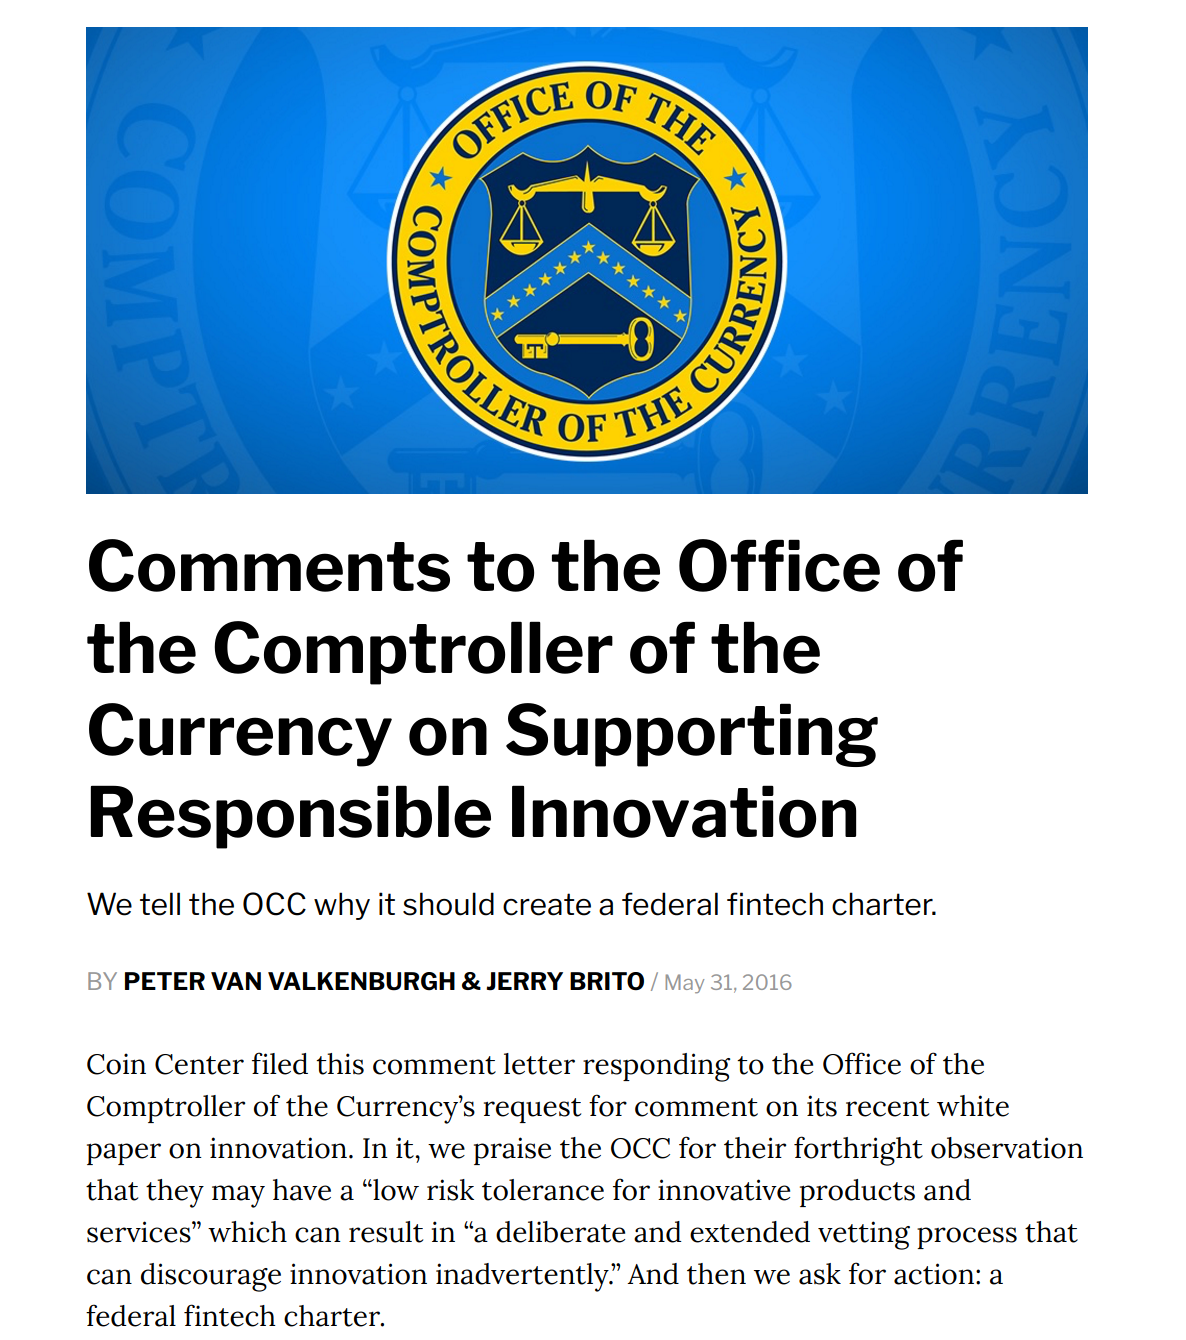 OFFICE OF THE
COMPTROLLER OF THE CURRENCY
Comments to the Office of
the Comptroller of the
Currency on Supporting
Responsible Innovation
We tell the OCC why it should create a federal fintech charter.
BY PETER VAN VALKENBURGH & JERRY BRITO / May 31, 2016
Coin Center filed this comment letter responding to the Office of the
Comptroller of the Currency’s request for comment on its recent white
paper on innovation. In it, we praise the OCC for their forthright observation
that they may have a “low risk tolerance for innovative products and
services” which can result in “a deliberate and extended vetting process that
can discourage innovation inadvertently.” And then we ask for action: a
federal fintech charter.